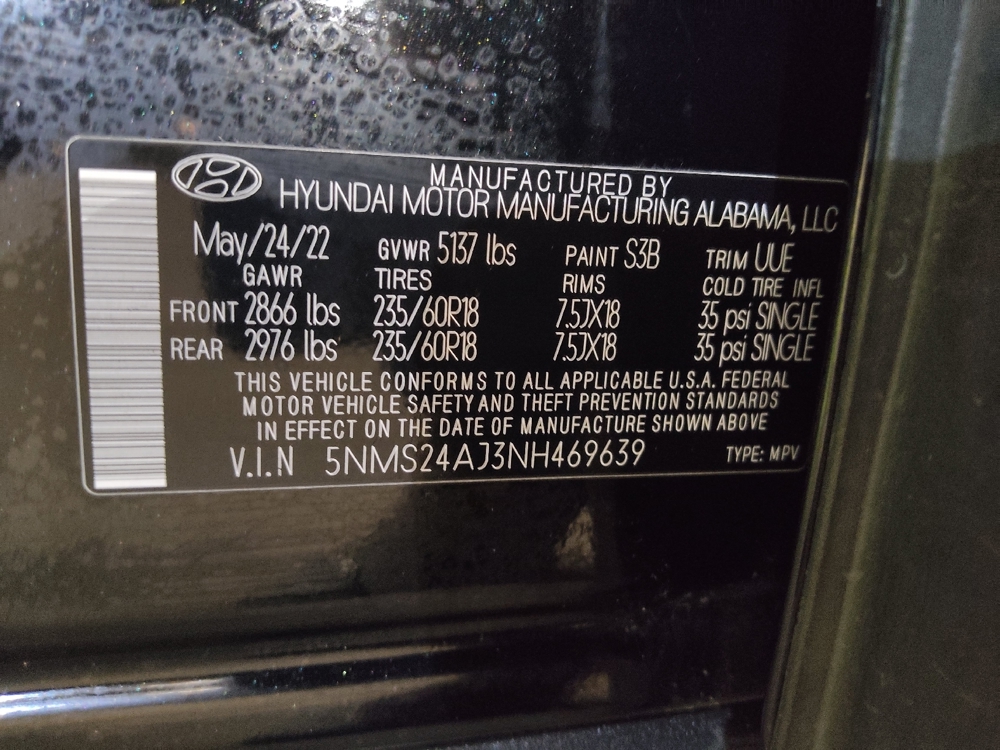 MANUFACTURED BY
HYUNDAI MOTOR MANUFACTURING ALABAMA, LLC
May/24/22 GVWR 5137 lbs PAINT S3B TRIM UUE
GAWR TIRES RIMS COLD TIRE INFL
FRONT 2866 lbs 235/60R18 7.5JX18 35 psi SINGLE
REAR 2976 lbs 235/60R18 7.5JX18 35 psi SINGLE
THIS VEHICLE CONFORMS TO ALL APPLICABLE U.S.A. FEDERAL
MOTOR VEHICLE SAFETY AND THEFT PREVENTION STANDARDS
IN EFFECT ON THE DATE OF MANUFACTURE SHOWN ABOVE
V.I.N 5NMS24AJ3NH469639 TYPE: MPV